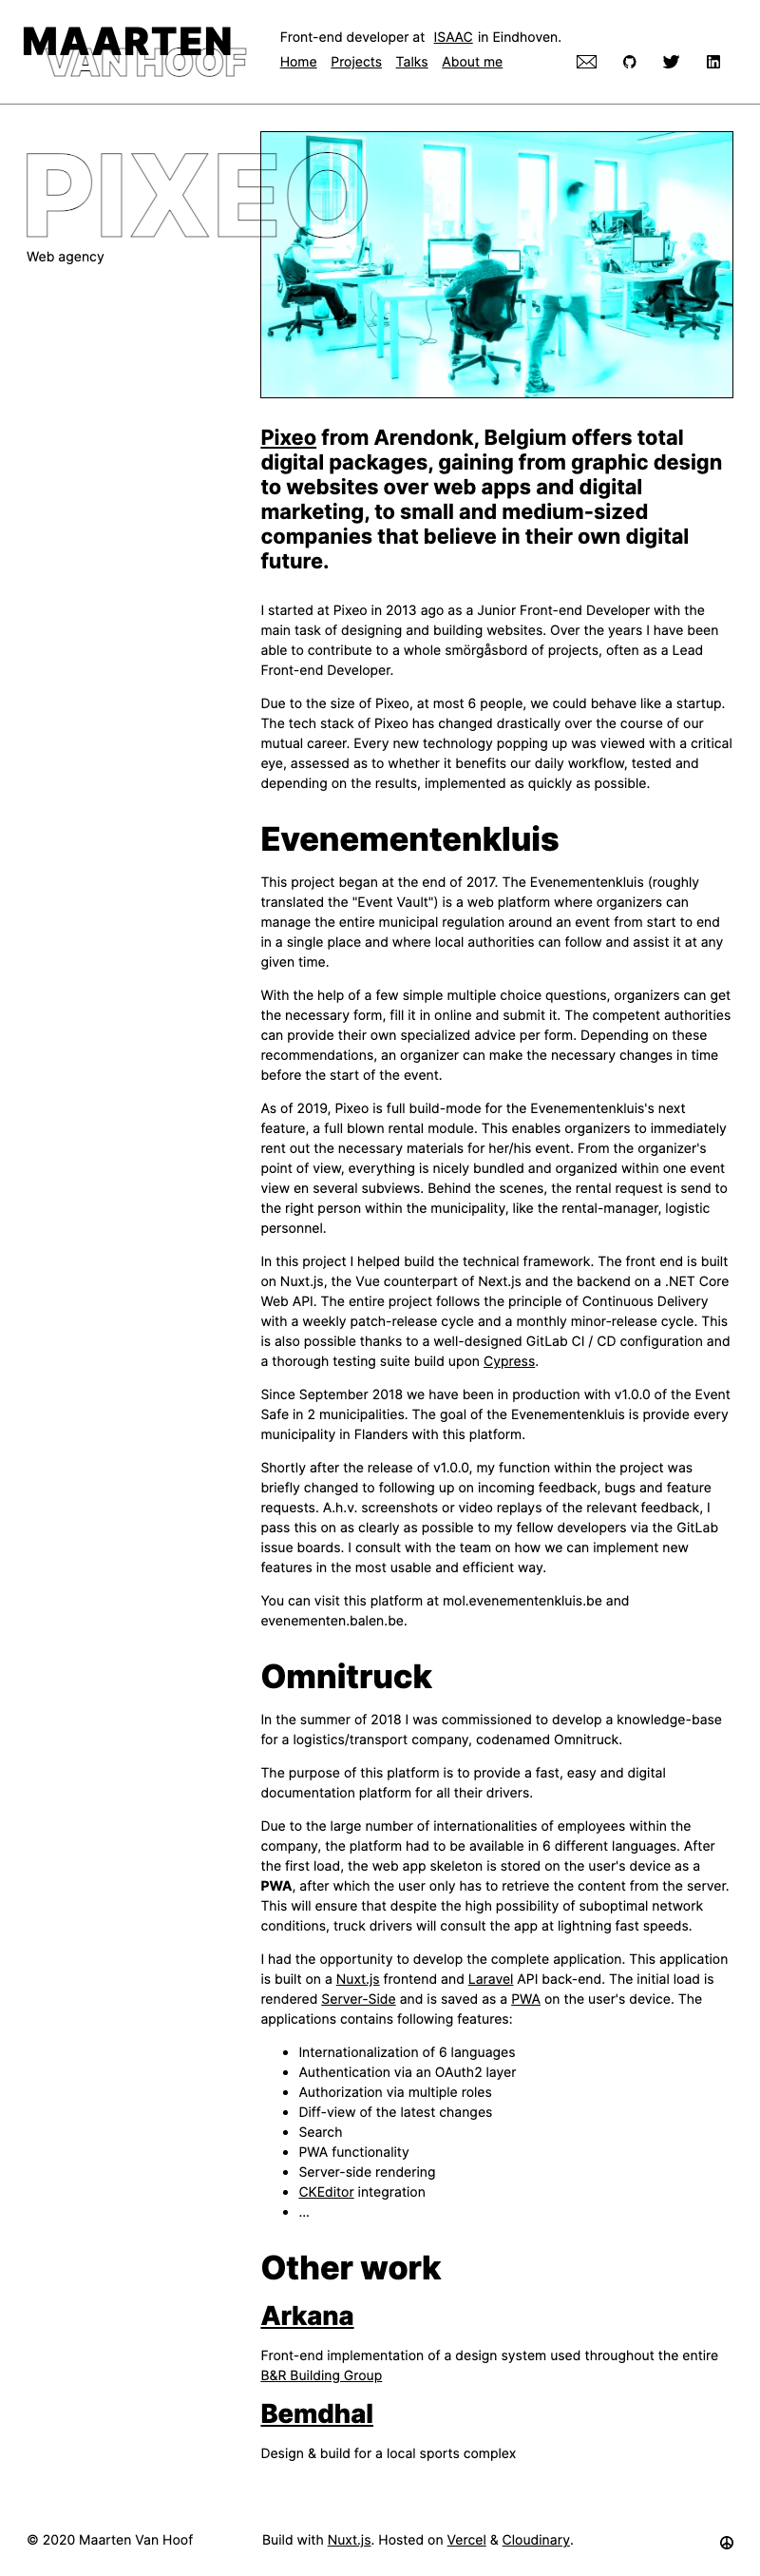 MAARTEN
VAN HOOF
Front-end developer at ISAAC in Eindhoven.
Home Projects Talks About me
PIXEO
Web agency
Pixeo from Arendonk, Belgium offers total
digital packages, gaining from graphic design
to websites over web apps and digital
marketing, to small and medium-sized
companies that believe in their own digital
future.
I started at Pixeo in 2013 ago as a Junior Front-end Developer with the
main task of designing and building websites. Over the years I have been
able to contribute to a whole smörgåsbord of projects, often as a Lead
Front-end Developer.
Due to the size of Pixeo, at most 6 people, we could behave like a startup.
The tech stack of Pixeo has changed drastically over the course of our
mutual career. Every new technology popping up was viewed with a critical
eye, assessed as to whether it benefits our daily workflow, tested and
depending on the results, implemented as quickly as possible.
Evenementenkluis
This project began at the end of 2017. The Evenementenkluis (roughly
translated the "Event Vault") is a web platform where organizers can
manage the entire municipal regulation around an event from start to end
in a single place and where local authorities can follow and assist it at any
given time.
With the help of a few simple multiple choice questions, organizers can get
the necessary form, fill it in online and submit it. The competent authorities
can provide their own specialized advice per form. Depending on these
recommendations, an organizer can make the necessary changes in time
before the start of the event.
As of 2019, Pixeo is full build-mode for the Evenementenkluis's next
feature, a full blown rental module. This enables organizers to immediately
rent out the necessary materials for her/his event. From the organizer's
point of view, everything is nicely bundled and organized within one event
view en several subviews. Behind the scenes, the rental request is send to
the right person within the municipality, like the rental-manager, logistic
personnel.
In this project I helped build the technical framework. The front end is built
on Nuxt.js, the Vue counterpart of Next.js and the backend on a .NET Core
Web API. The entire project follows the principle of Continuous Delivery
with a weekly patch-release cycle and a monthly minor-release cycle. This
is also possible thanks to a well-designed GitLab CI / CD configuration and
a thorough testing suite build upon Cypress.
Since September 2018 we have been in production with v1.0.0 of the Event
Safe in 2 municipalities. The goal of the Evenementenkluis is provide every
municipality in Flanders with this platform.
Shortly after the release of v1.0.0, my function within the project was
briefly changed to following up on incoming feedback, bugs and feature
requests. A.h.v. screenshots or video replays of the relevant feedback, I
pass this on as clearly as possible to my fellow developers via the GitLab
issue boards. I consult with the team on how we can implement new
features in the most usable and efficient way.
You can visit this platform at mol.evenementenkluis.be and
evenementen.balen.be.
Omnitruck
In the summer of 2018 I was commissioned to develop a knowledge-base
for a logistics/transport company, codenamed Omnitruck.
The purpose of this platform is to provide a fast, easy and digital
documentation platform for all their drivers.
Due to the large number of internationalities of employees within the
company, the platform had to be available in 6 different languages. After
the first load, the web app skeleton is stored on the user's device as a
PWA, after which the user only has to retrieve the content from the server.
This will ensure that despite the high possibility of suboptimal network
conditions, truck drivers will consult the app at lightning fast speeds.
I had the opportunity to develop the complete application. This application
is built on a Nuxt.js frontend and Laravel API back-end. The initial load is
rendered Server-Side and is saved as a PWA on the user's device. The
applications contains following features:
• Internationalization of 6 languages
• Authentication via an OAuth2 layer
• Authorization via multiple roles
• Diff-view of the latest changes
• Search
• PWA functionality
• Server-side rendering
• CKEditor integration
• ...
Other work
Arkana
Front-end implementation of a design system used throughout the entire
B&R Building Group
Bemdhal
Design & build for a local sports complex
© 2020 Maarten Van Hoof
Build with Nuxt.js. Hosted on Vercel & Cloudinary.